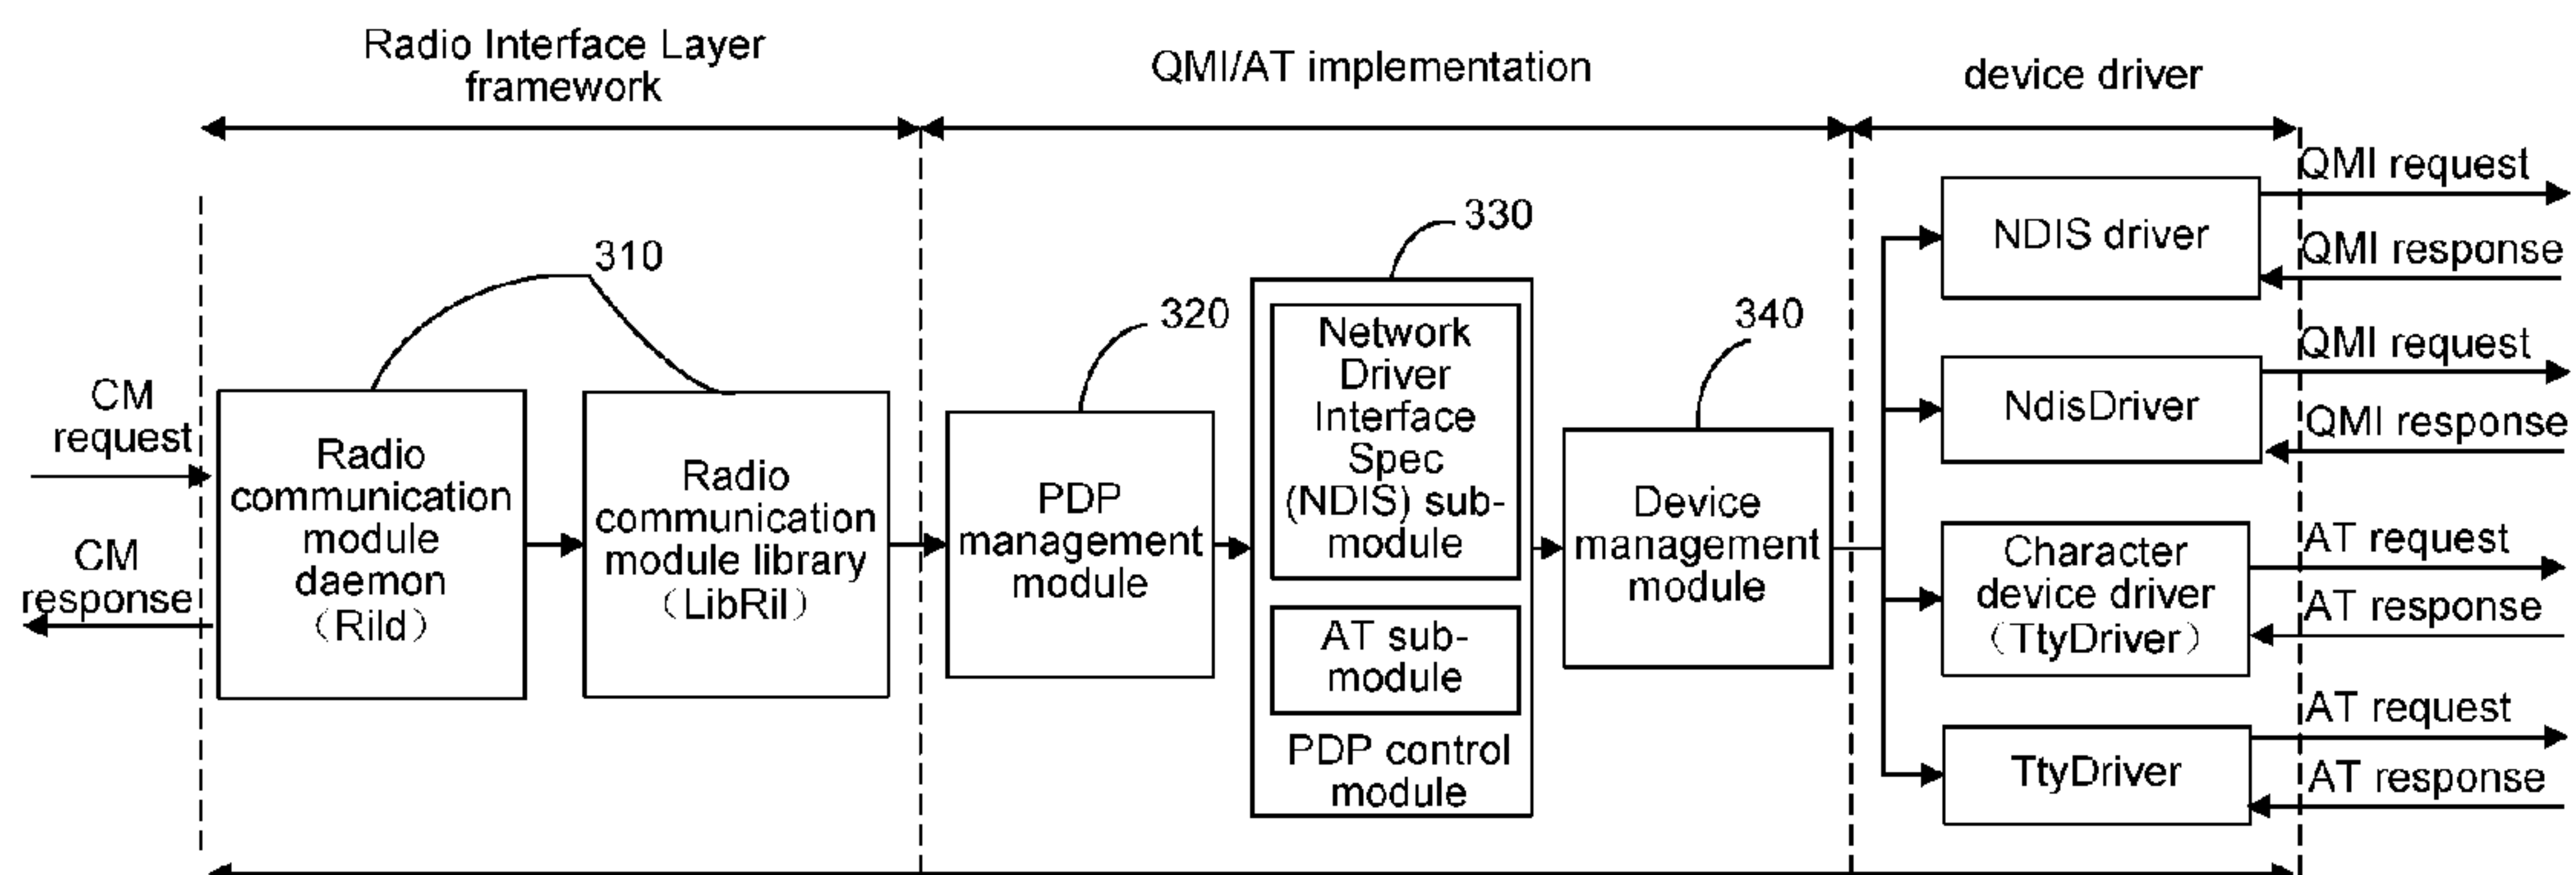 Radio Interface Layer
framework
QMI/AT implementation
device driver
CM
request
CM
response
310
Radio
communication
module
daemon
（Rild）
Radio
communication
module library
（LibRil）
320
PDP
management
module
330
Network
Driver
Interface
Spec
(NDIS) sub-
module
AT sub-
module
PDP control
module
340
Device
management
module
NDIS driver
QMI request
QMI response
NdisDriver
QMI request
QMI response
Character
device driver
（TtyDriver）
AT request
AT response
TtyDriver
AT request
AT response